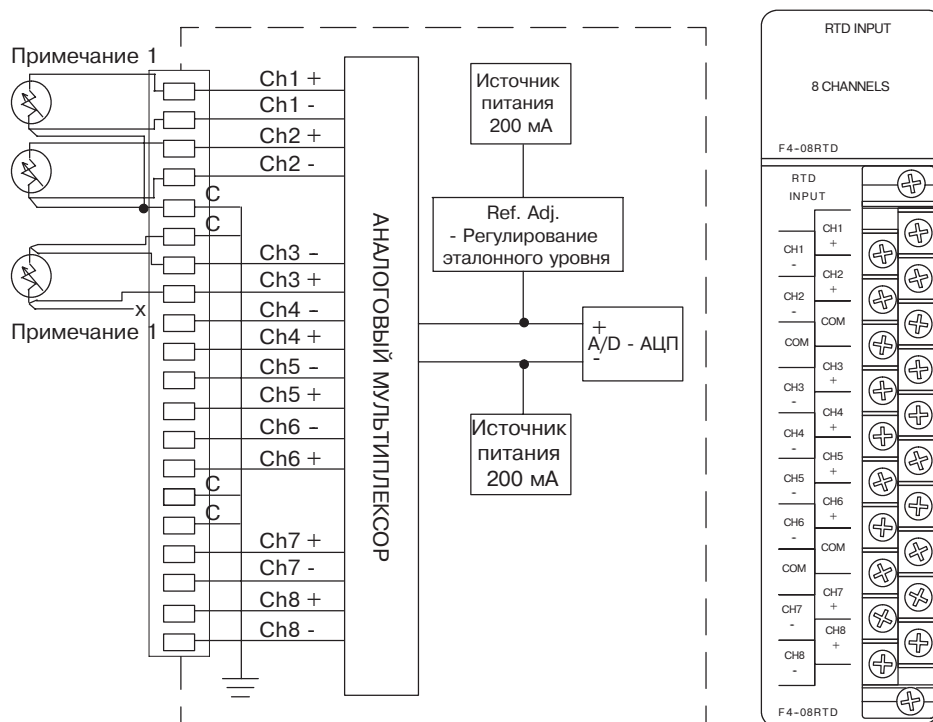 Примечание 1
Ch1 +
Ch1 -
Ch2 +
Ch2 -
C
C
Ch3 -
Ch3 +
x
Примечание 1
Ch4 -
Ch4 +
Ch5 -
Ch5 +
Ch6 -
Ch6 +
C
C
Ch7 +
Ch7 -
Ch8 +
Ch8 -
АНАЛОГОВЫЙ МУЛЬТИПЛЕКСОР
Источник
питания
200 мА
Ref. Adj.
- Регулирование
эталонного уровня
+
A/D - АЦП
-
Источник
питания
200 мА
RTD INPUT
8 CHANNELS
F4-08RTD
RTD
INPUT
CH1
+
CH1
-
CH2
+
CH2
-
COM
COM
CH3
+
CH3
-
CH4
+
CH4
-
CH5
+
CH5
-
CH6
+
CH6
-
COM
COM
CH7
+
CH7
-
CH8
+
CH8
-
F4-08RTD